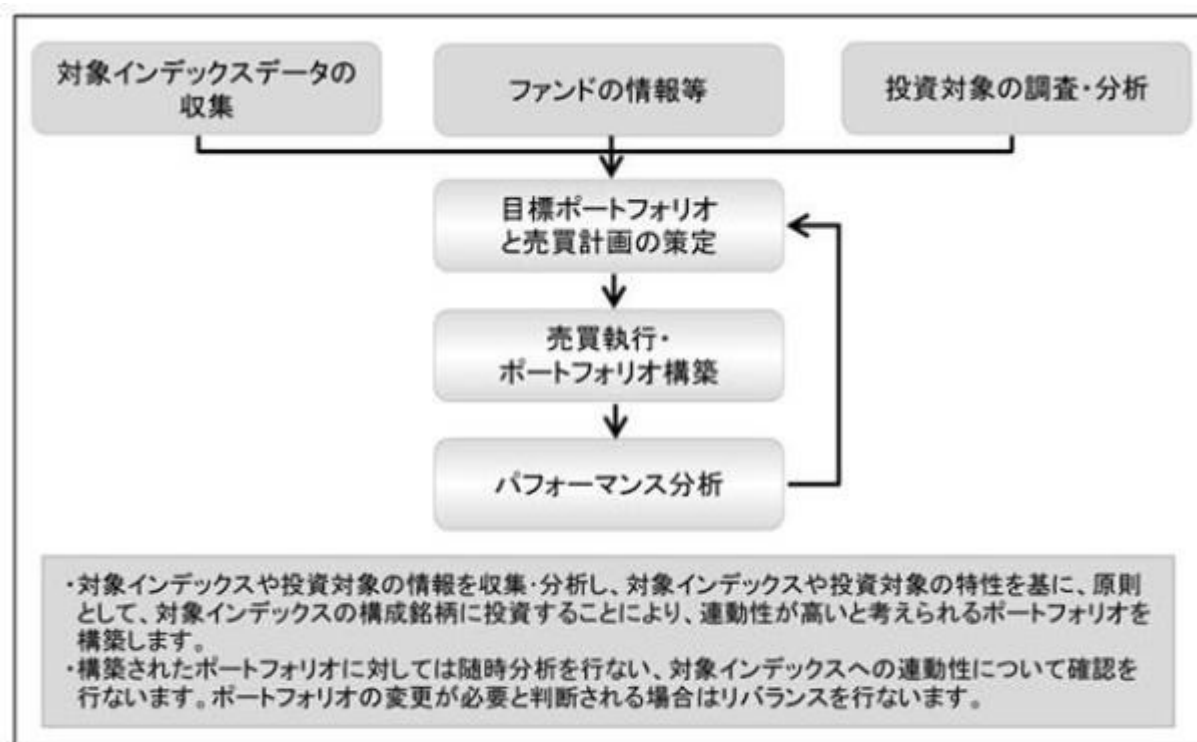 対象インデックスデータの
収集
ファンドの情報等
投資対象の調査・分析
目標ポートフォリオ
と売買計画の策定
売買執行・
ポートフォリオ構築
パフォーマンス分析
・対象インデックスや投資対象の情報を収集・分析し、対象インデックスや投資対象の特性を基に、原則
として、対象インデックスの構成銘柄に投資することにより、連動性が高いと考えられるポートフォリオを
構築します。
・構築されたポートフォリオに対しては随時分析を行ない、対象インデックスへの連動性について確認を
行ないます。ポートフォリオの変更が必要と判断される場合はリバランスを行ないます。